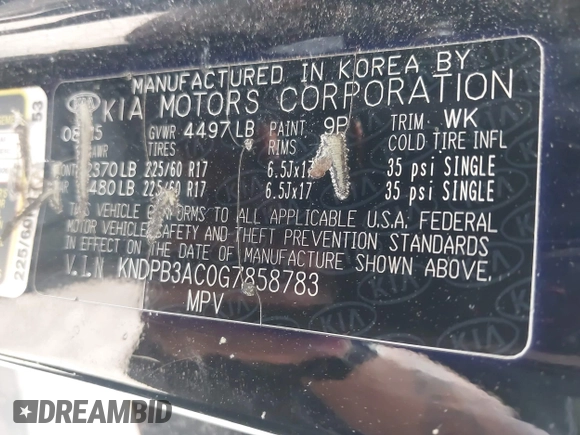 MANUFACTURED IN KOREA BY
KIA MOTORS CORPORATION
GVWR 4497 LB PAINT 9P TRIM WK
TIRES RIMS COLD TIRE INFL
225/60 R17 6.5Jx17 35 psi SINGLE
480 LB 225/60 R17 6.5Jx17 35 psi SINGLE
THIS VEHICLE CONFORMS TO ALL APPLICABLE U.S.A. FEDERAL
MOTOR VEHICLE SAFETY AND THEFT PREVENTION STANDARDS
IN EFFECT ON THE DATE OF MANUFACTURE SHOWN ABOVE.
V.I.N KNDPB3AC0G7858783
MPV
53
225/60
DREAMBID